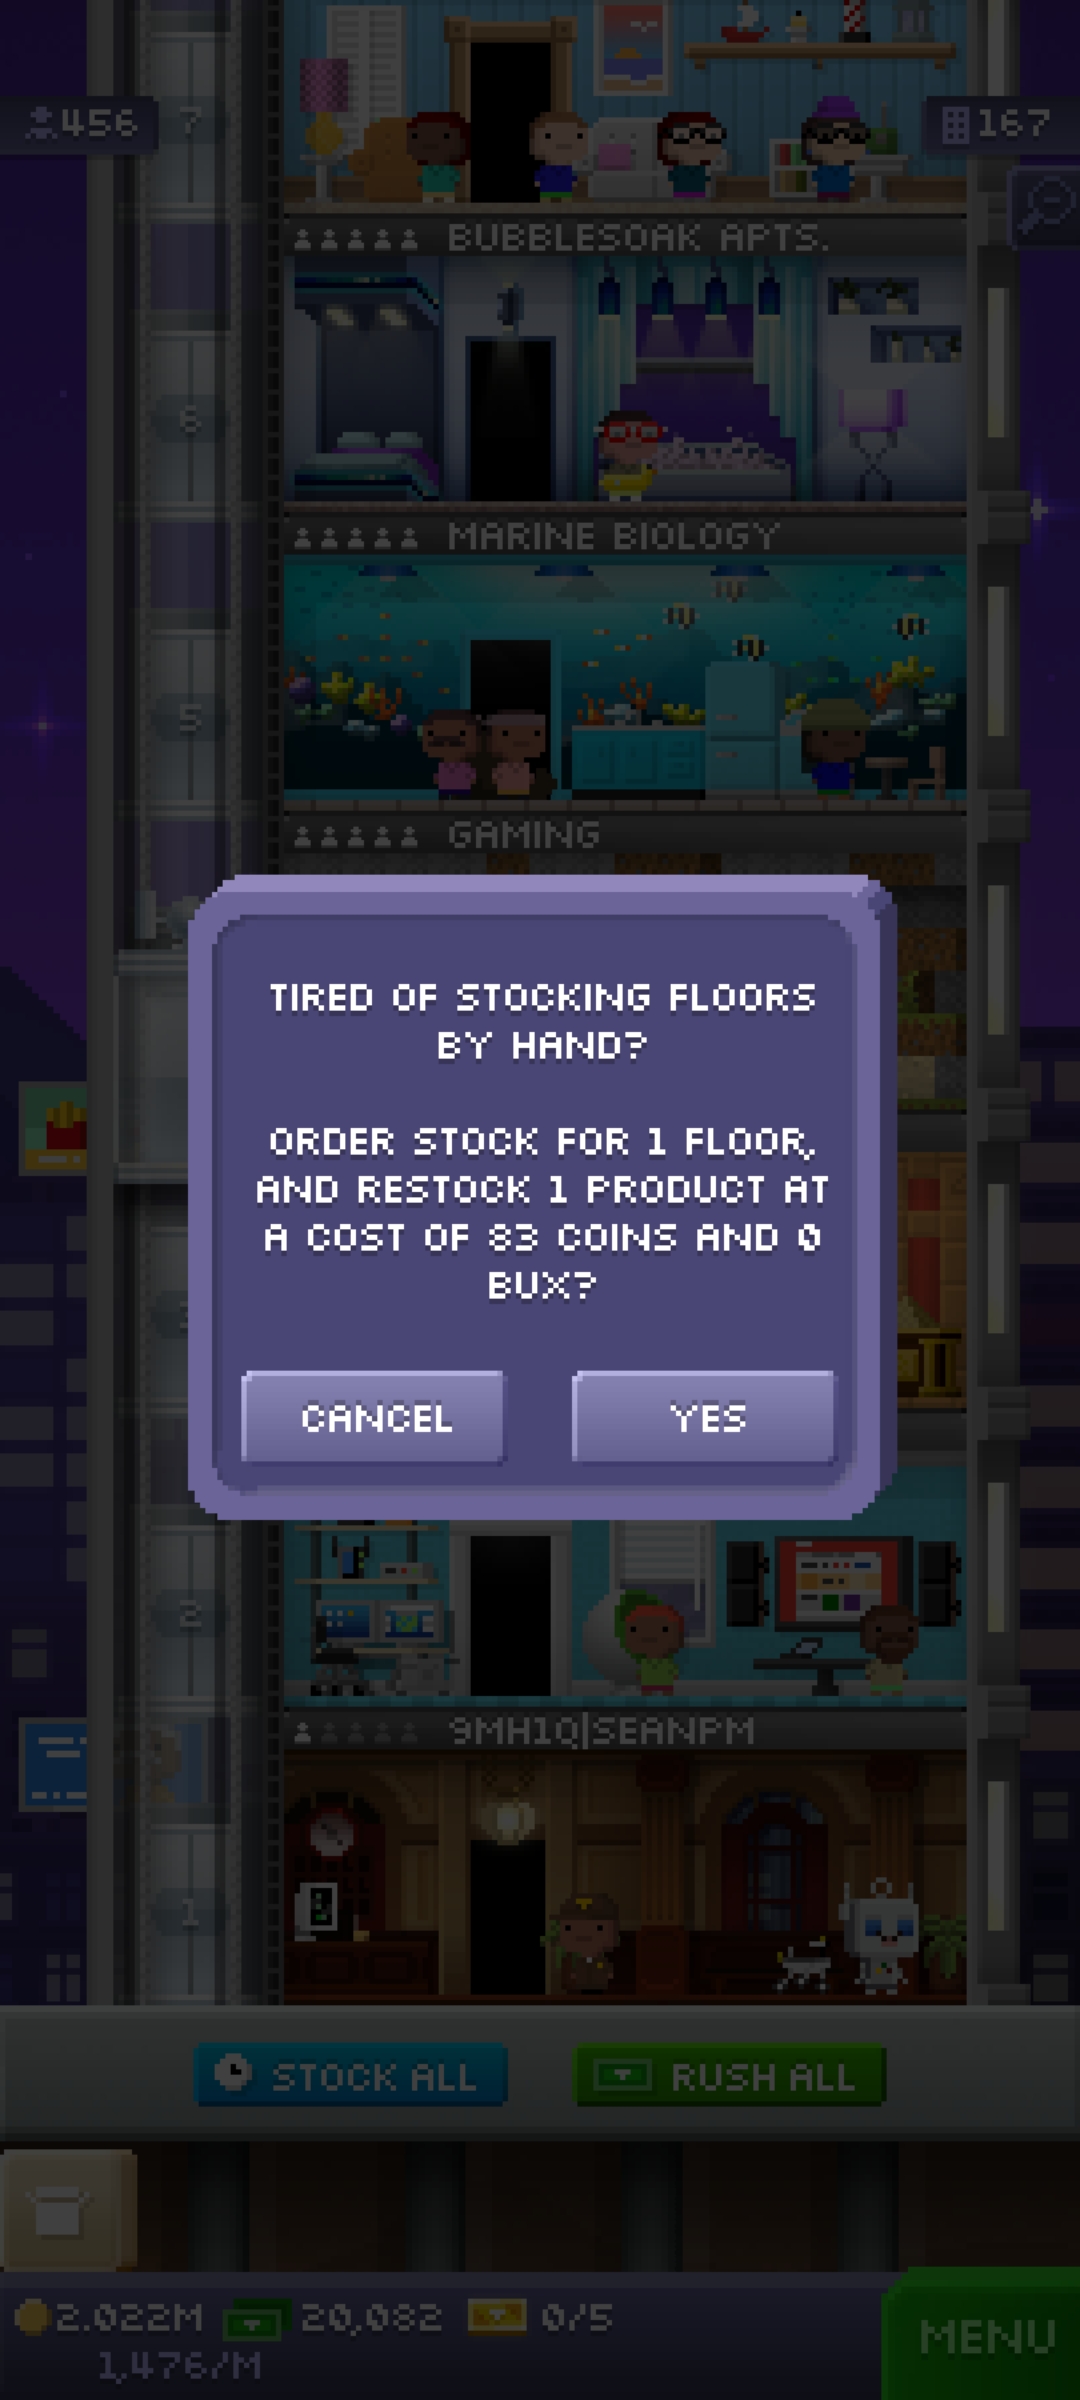 456
7
167
BUBBLESOAK APTS.
6
MARINE BIOLOGY
5
GAMING
TIRED OF STOCKING FLOORS
BY HAND?
ORDER STOCK FOR 1 FLOOR,
AND RESTOCK 1 PRODUCT AT
A COST OF 83 COINS AND 0
BUX?
3
CANCEL
YES
2
9MH1Q|SEANPM
1
STOCK ALL
RUSH ALL
2.022M
20,082
0/5
1,476/M
MENU